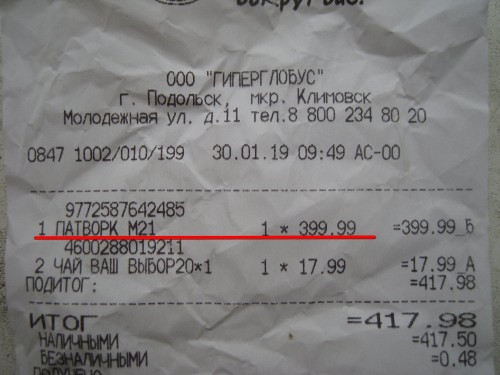 ООО "ГИПЕРГЛОБУС"
г. Подольск, мкр. Климовск
Молодежная ул. д.11 тел.8 800 234 80 20
0847 1002/010/199 30.01.19 09:49 АС-00
9772587642485
1 ПАТВОРК М21 1 * 399.99 =399.99_Б
4600288019211
2 ЧАЙ ВАШ ВЫБОР20*1 1 * 17.99 =17.99_А
ПОДИТОГ: =417.98
ИТОГ =417.98
НАЛИЧНЫМИ =417.50
БЕЗНАЛИЧНЫМИ =0.48